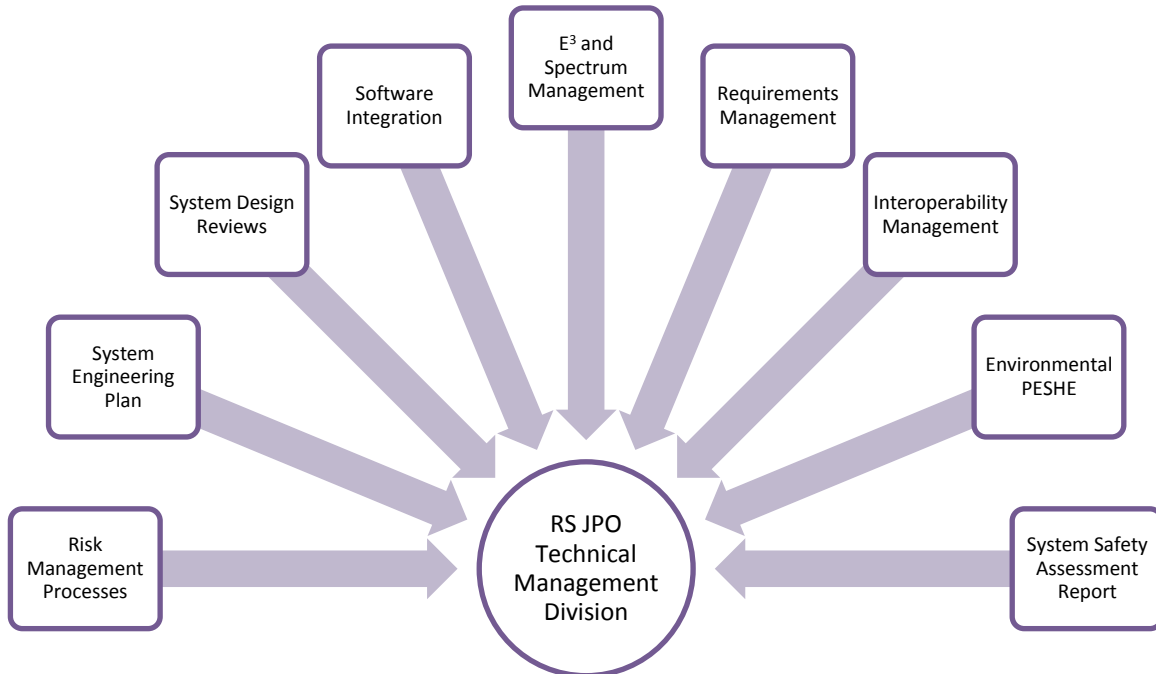 Risk
Management
Processes
System
Engineering
Plan
System Design
Reviews
Software
Integration
E³ and
Spectrum
Management
Requirements
Management
Interoperability
Management
Environmental
PESHE
System Safety
Assessment
Report
RS JPO
Technical
Management
Division